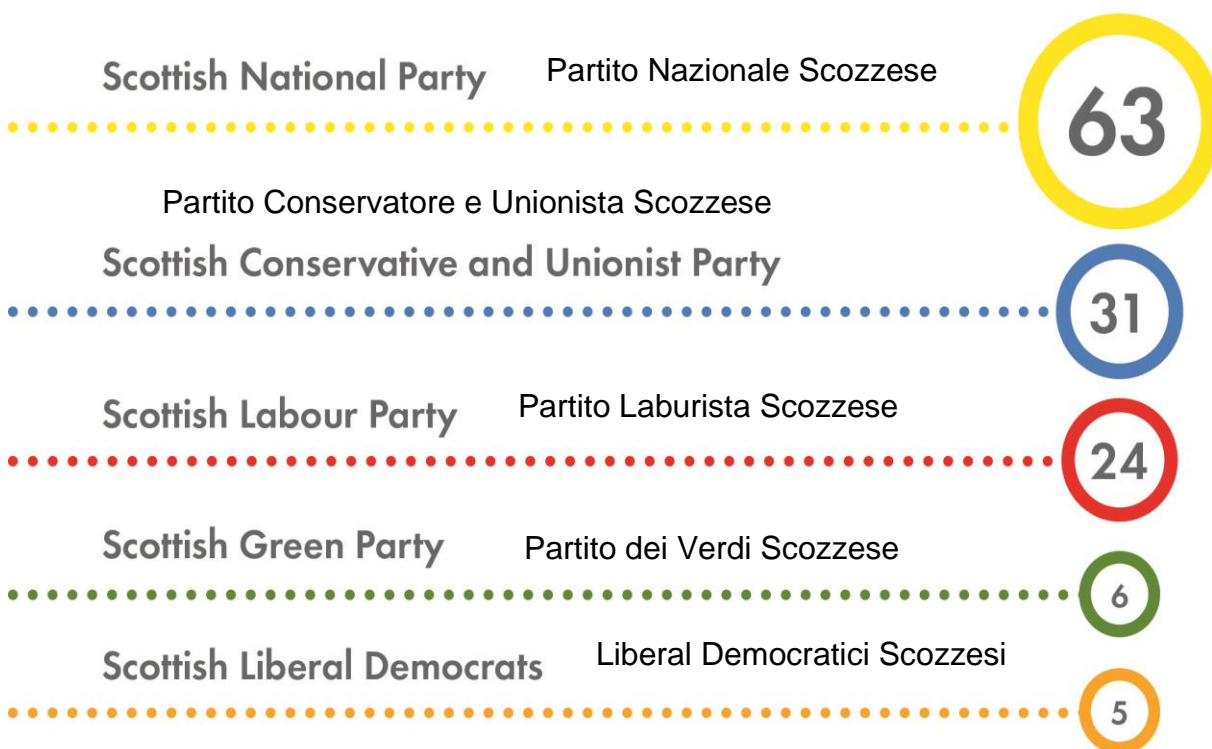 Scottish National Party Partito Nazionale Scozzese
63
Partito Conservatore e Unionista Scozzese
Scottish Conservative and Unionist Party
31
Scottish Labour Party Partito Laburista Scozzese
24
Scottish Green Party Partito dei Verdi Scozzese
6
Scottish Liberal Democrats Liberal Democratici Scozzesi
5